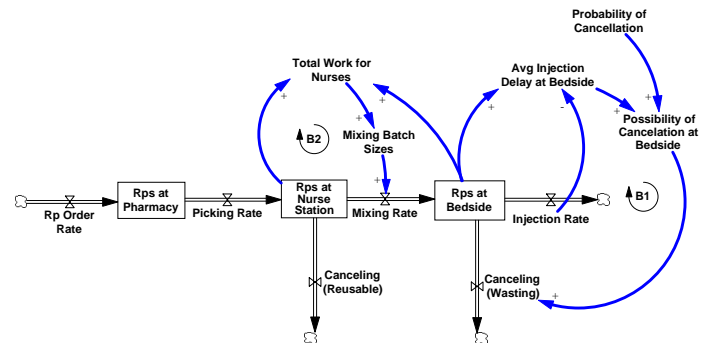 Probability of
Cancellation
Total Work for
Nurses
Avg Injection
Delay at Bedside
+
+
+
+
-
+
+
Possibility of
Cancelation at
Bedside
Mixing Batch
Sizes
B2
+
Rps at
Pharmacy
Rps at
Nurse
Station
Rps at
Bedside
B1
Rp Order
Rate
Picking Rate
Mixing Rate
Injection Rate
Canceling
(Reusable)
Canceling
(Wasting)
+